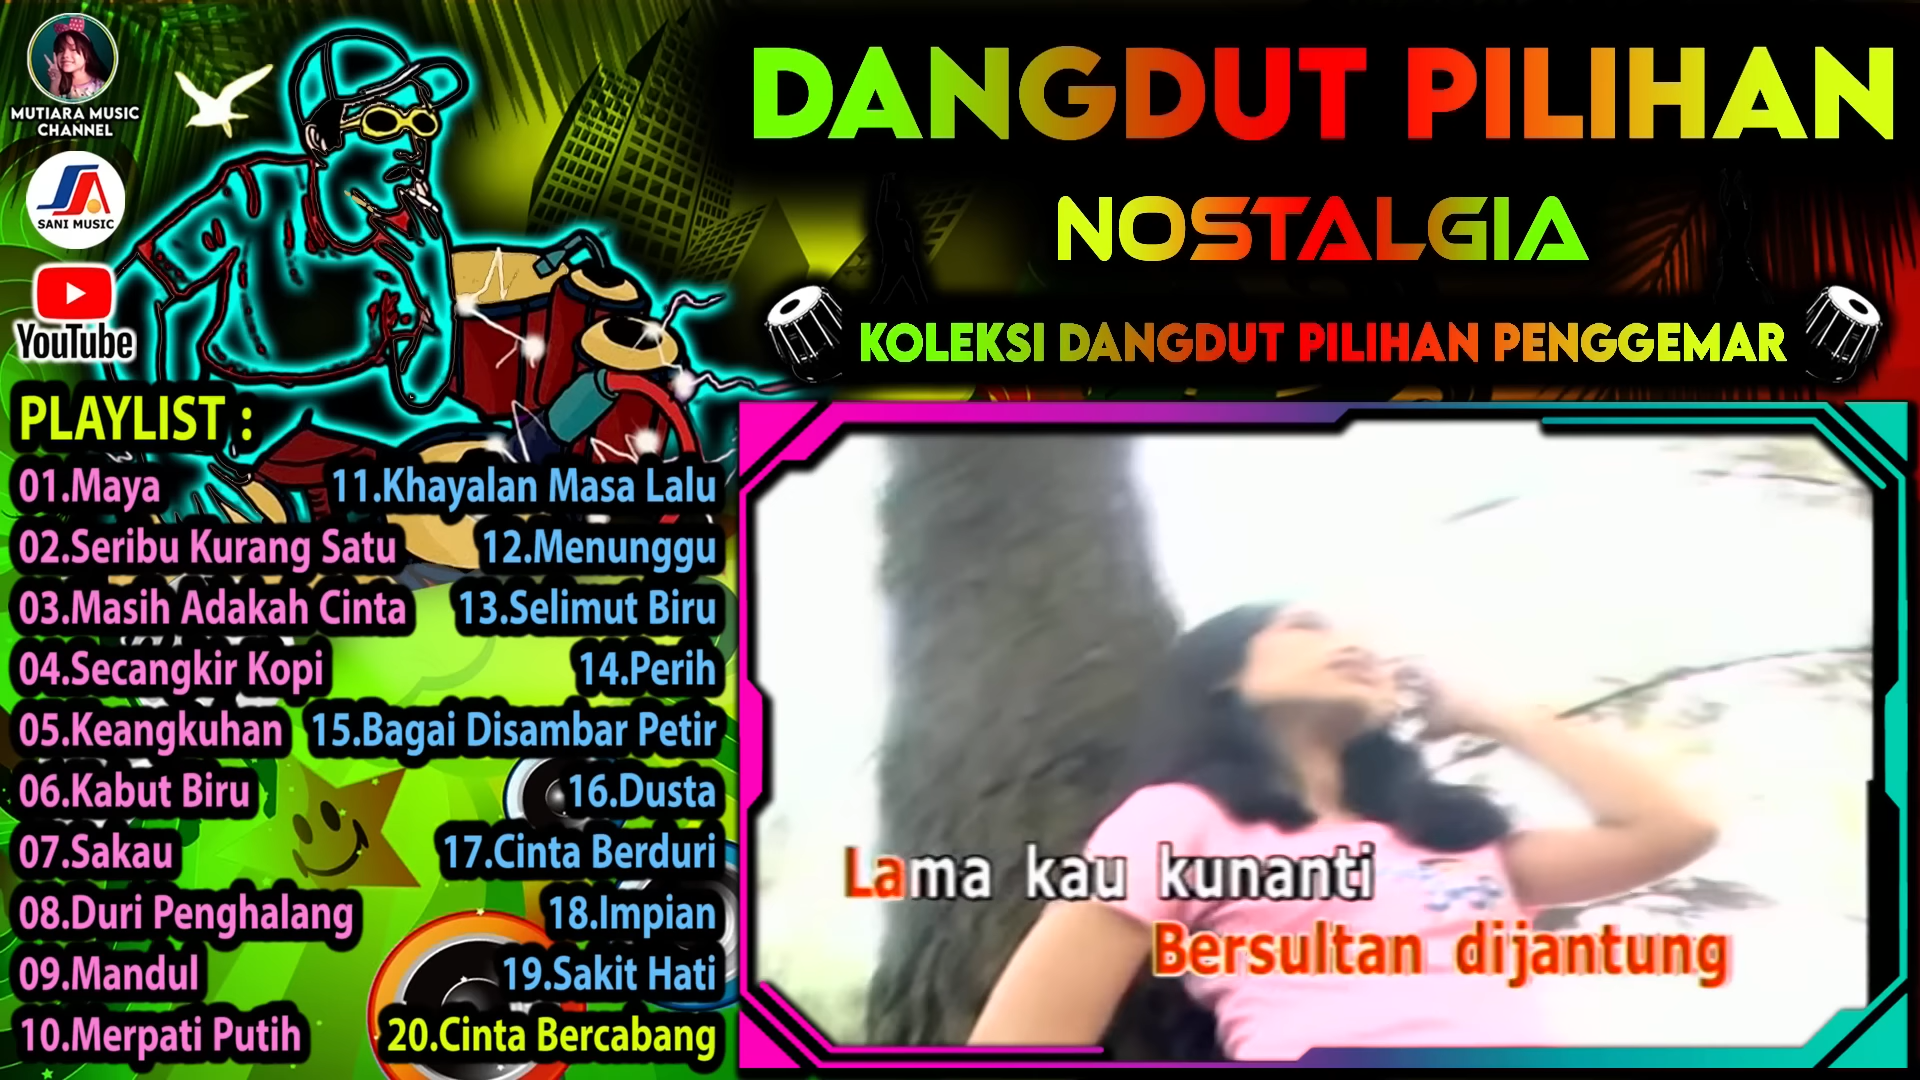 MUTIARA MUSIC
CHANNEL
SANI MUSIC
YouTube
DANGDUT PILIHAN
NOSTALGIA
KOLEKSI DANGDUT PILIHAN PENGGEMAR
PLAYLIST :
01.Maya
02.Seribu Kurang Satu
03.Masih Adakah Cinta
04.Secangkir Kopi
05.Keangkuhan
06.Kabut Biru
07.Sakau
08.Duri Penghalang
09.Mandul
10.Merpati Putih
11.Khayalan Masa Lalu
12.Menunggu
13.Selimut Biru
14.Perih
15.Bagai Disambar Petir
16.Dusta
17.Cinta Berduri
18.Impian
19.Sakit Hati
20.Cinta Bercabang
Lama kau kunanti
Bersultan dijantung